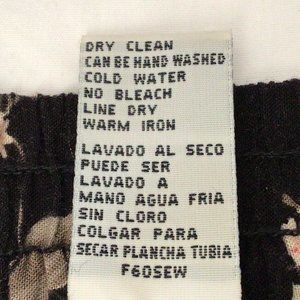 DRY CLEAN
CAN BE HAND WASHED
COLD WATER
NO BLEACH
LINE DRY
WARM IRON
LAVADO AL SECO
PUEDE SER
LAVADO A
MANO AGUA FRIA
SIN CLORO
COLGAR PARA
SECAR PLANCHA TUBIA
F60SEW